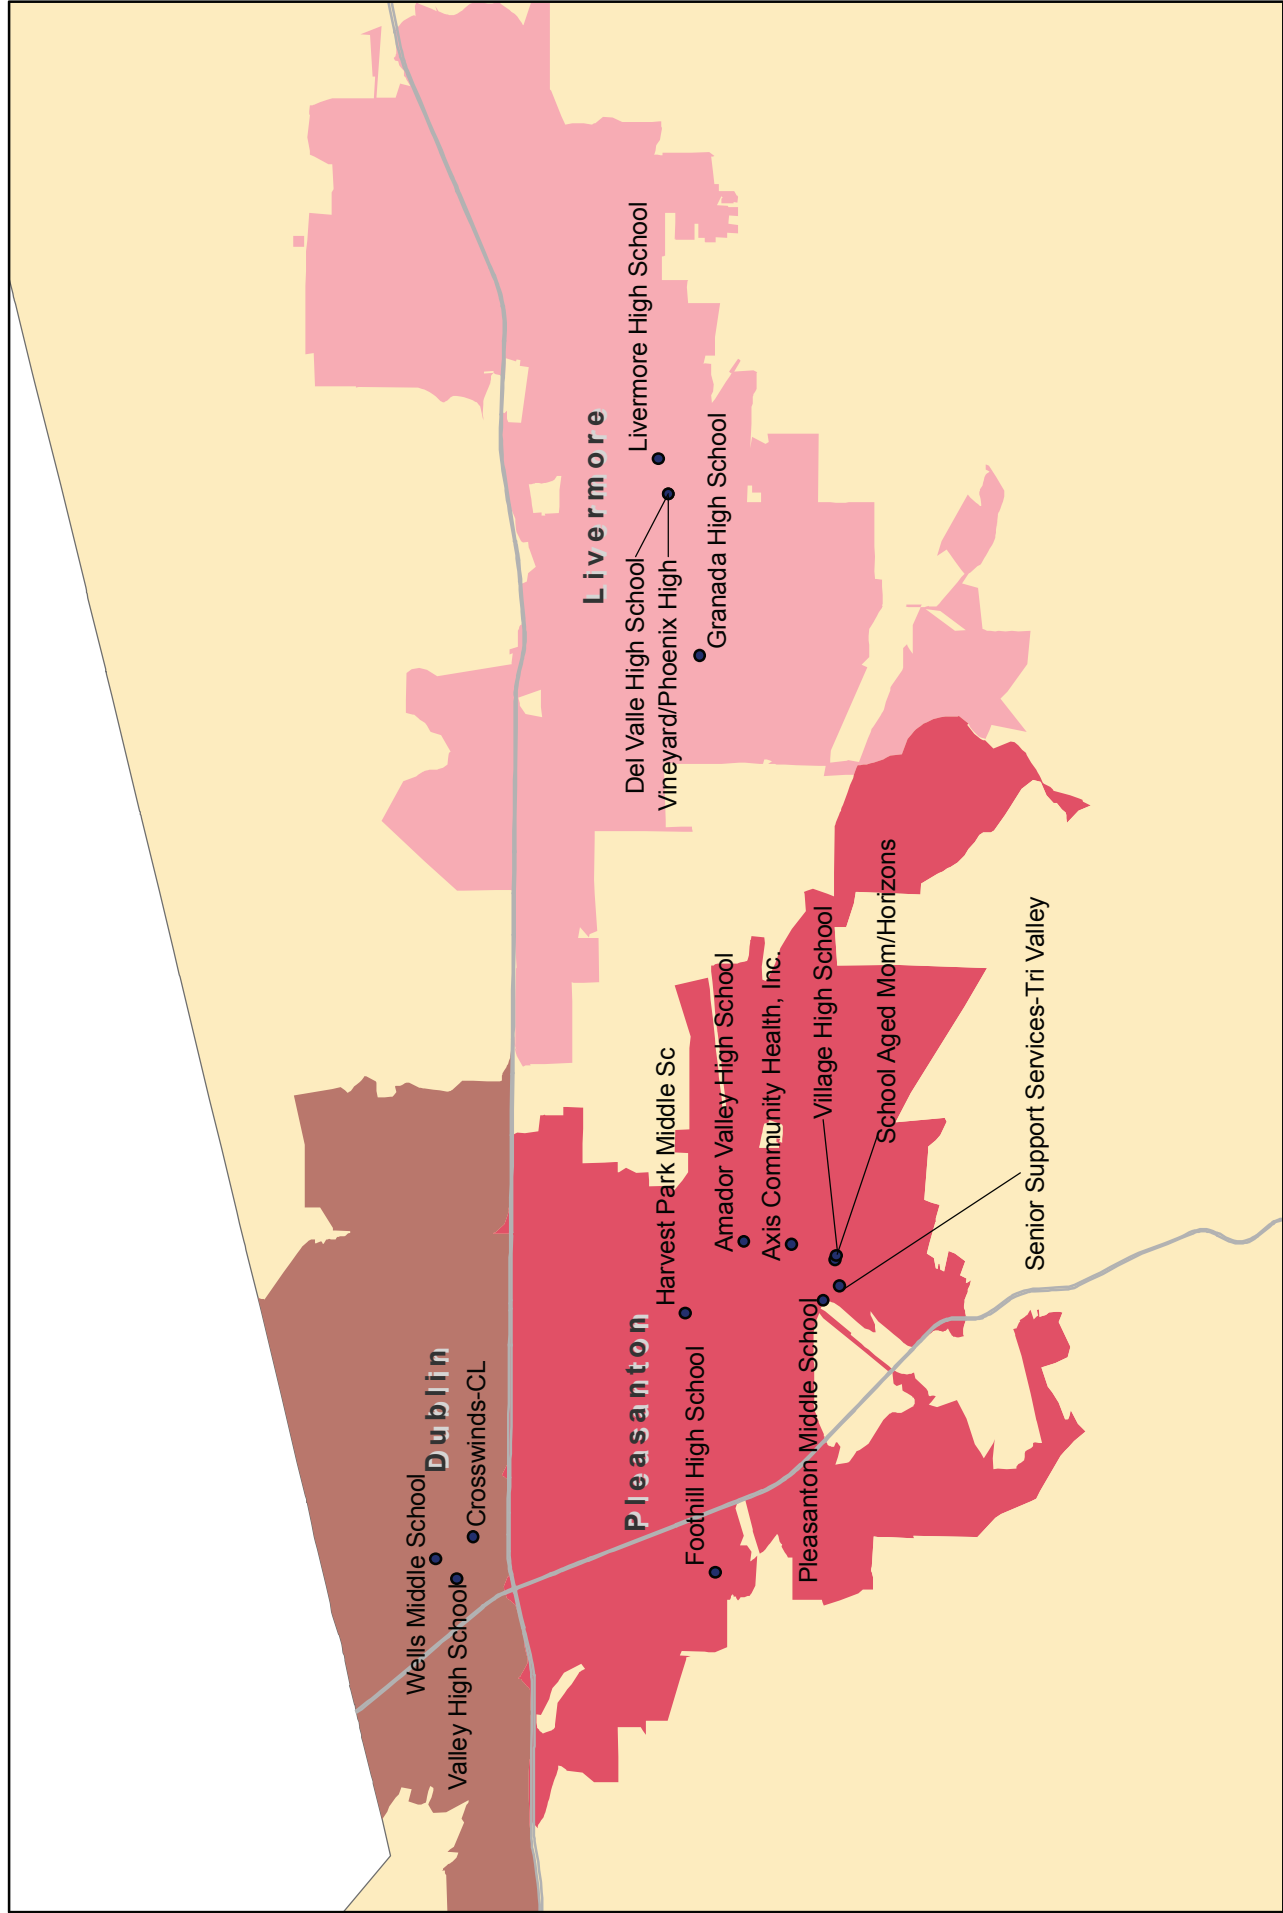 Wells Middle School
Dublin
Valley High School
Crosswinds-CL
Livermore
Livermore High School
Del Valle High School
Vineyard/Phoenix High
Granada High School
Pleasanton
Harvest Park Middle Sc
Foothill High School
Amador Valley High School
Axis Community Health, Inc.
Pleasanton Middle School
Village High School
School Aged Mom/Horizons
Senior Support Services-Tri Valley